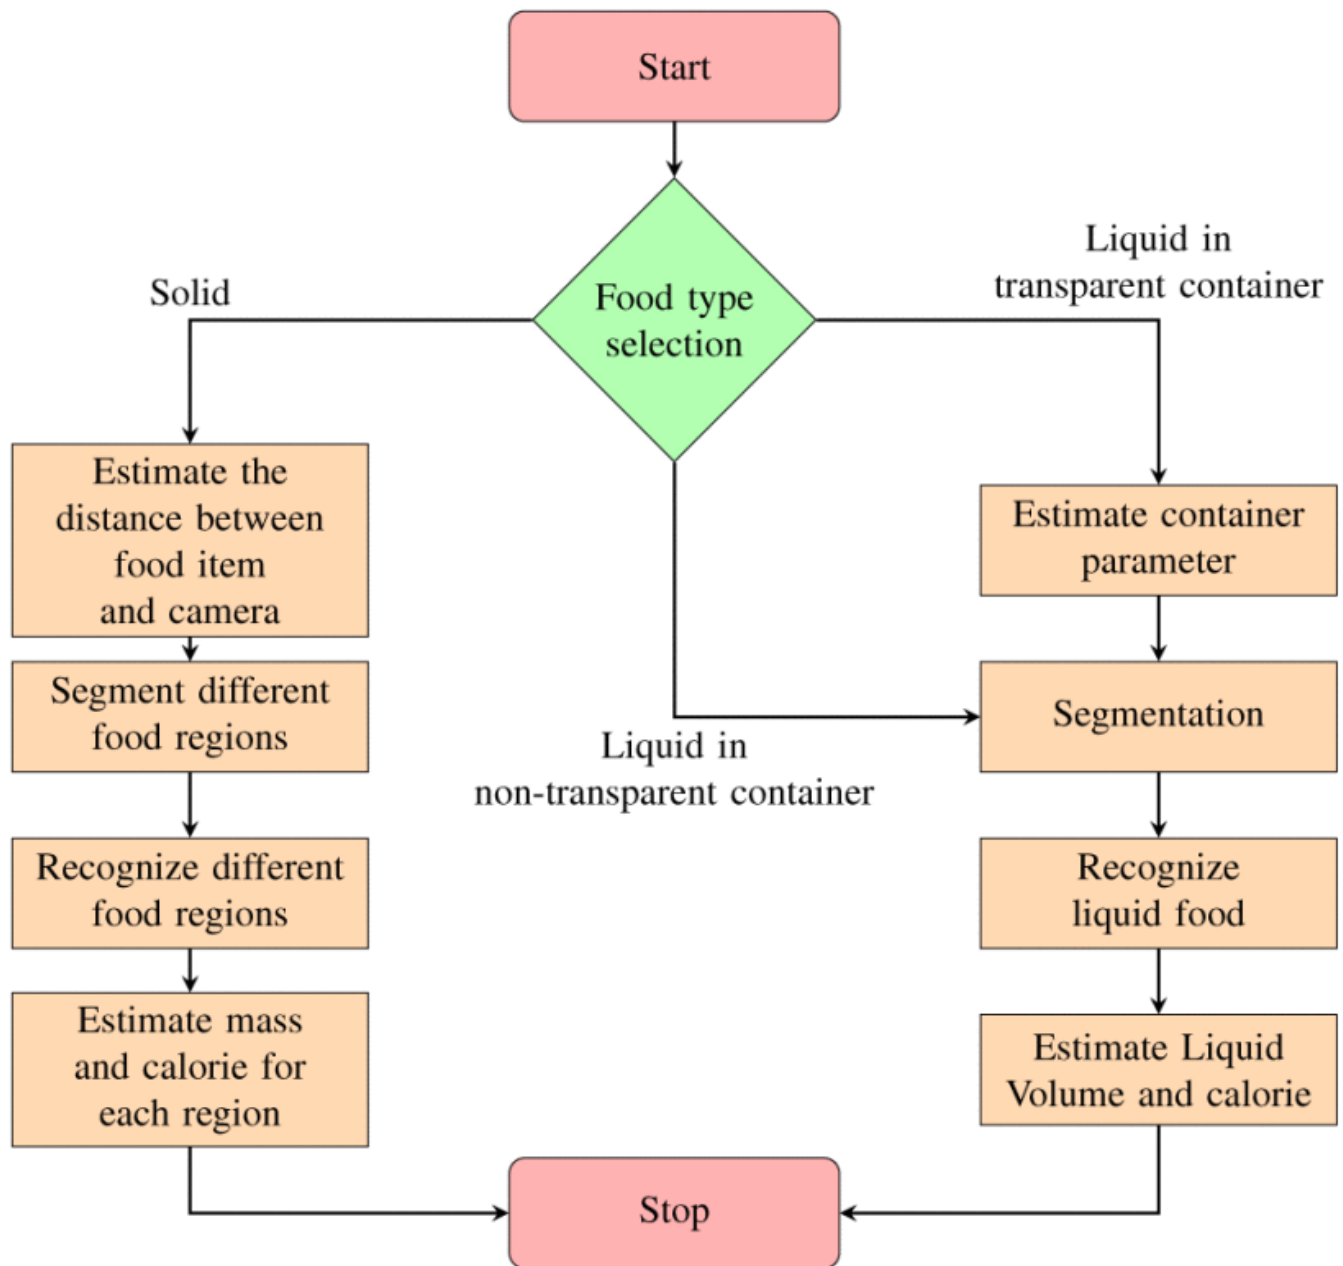 Start
Food type
selection
Solid
Liquid in
transparent container
Estimate the
distance between
food item
and camera
Segment different
food regions
Recognize different
food regions
Estimate mass
and calorie for
each region
Liquid in
non-transparent container
Estimate container
parameter
Segmentation
Recognize
liquid food
Estimate Liquid
Volume and calorie
Stop